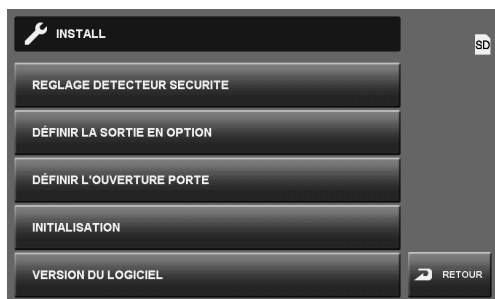 INSTALL
SD
REGLAGE DETECTEUR SECURITE
DÉFINIR LA SORTIE EN OPTION
DÉFINIR L'OUVERTURE PORTE
INITIALISATION
VERSION DU LOGICIEL
RETOUR